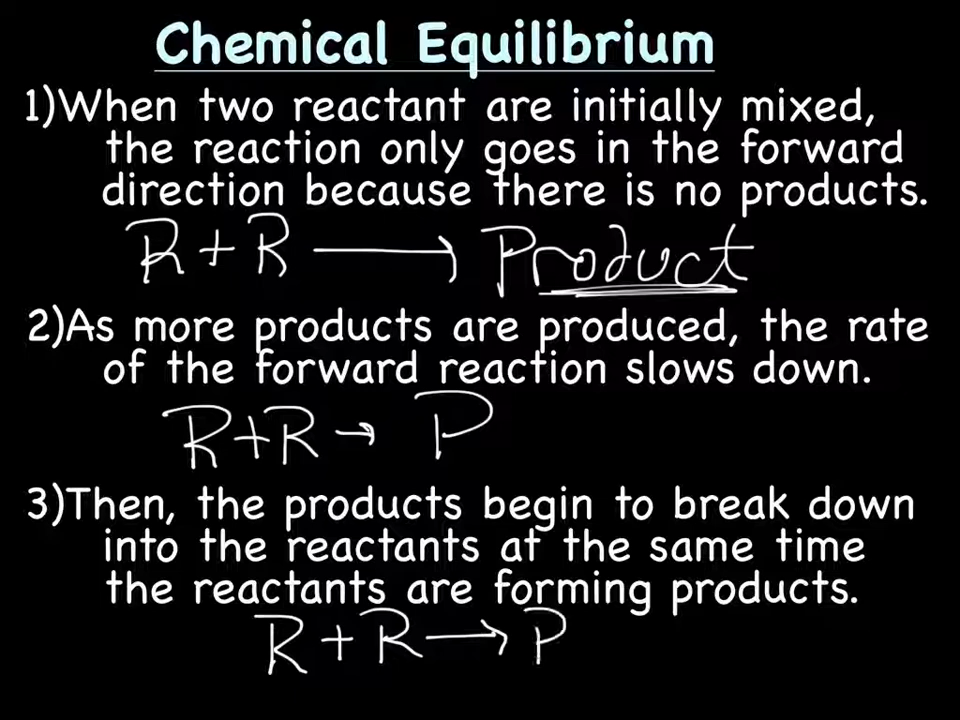 Chemical Equilibrium
1)When two reactant are initially mixed,
the reaction only goes in the forward
direction because there is no products.
R + R → Product
2)As more products are produced, the rate
of the forward reaction slows down.
R + R → P
3)Then, the products begin to break down
into the reactants at the same time
the reactants are forming products.
R + R → P